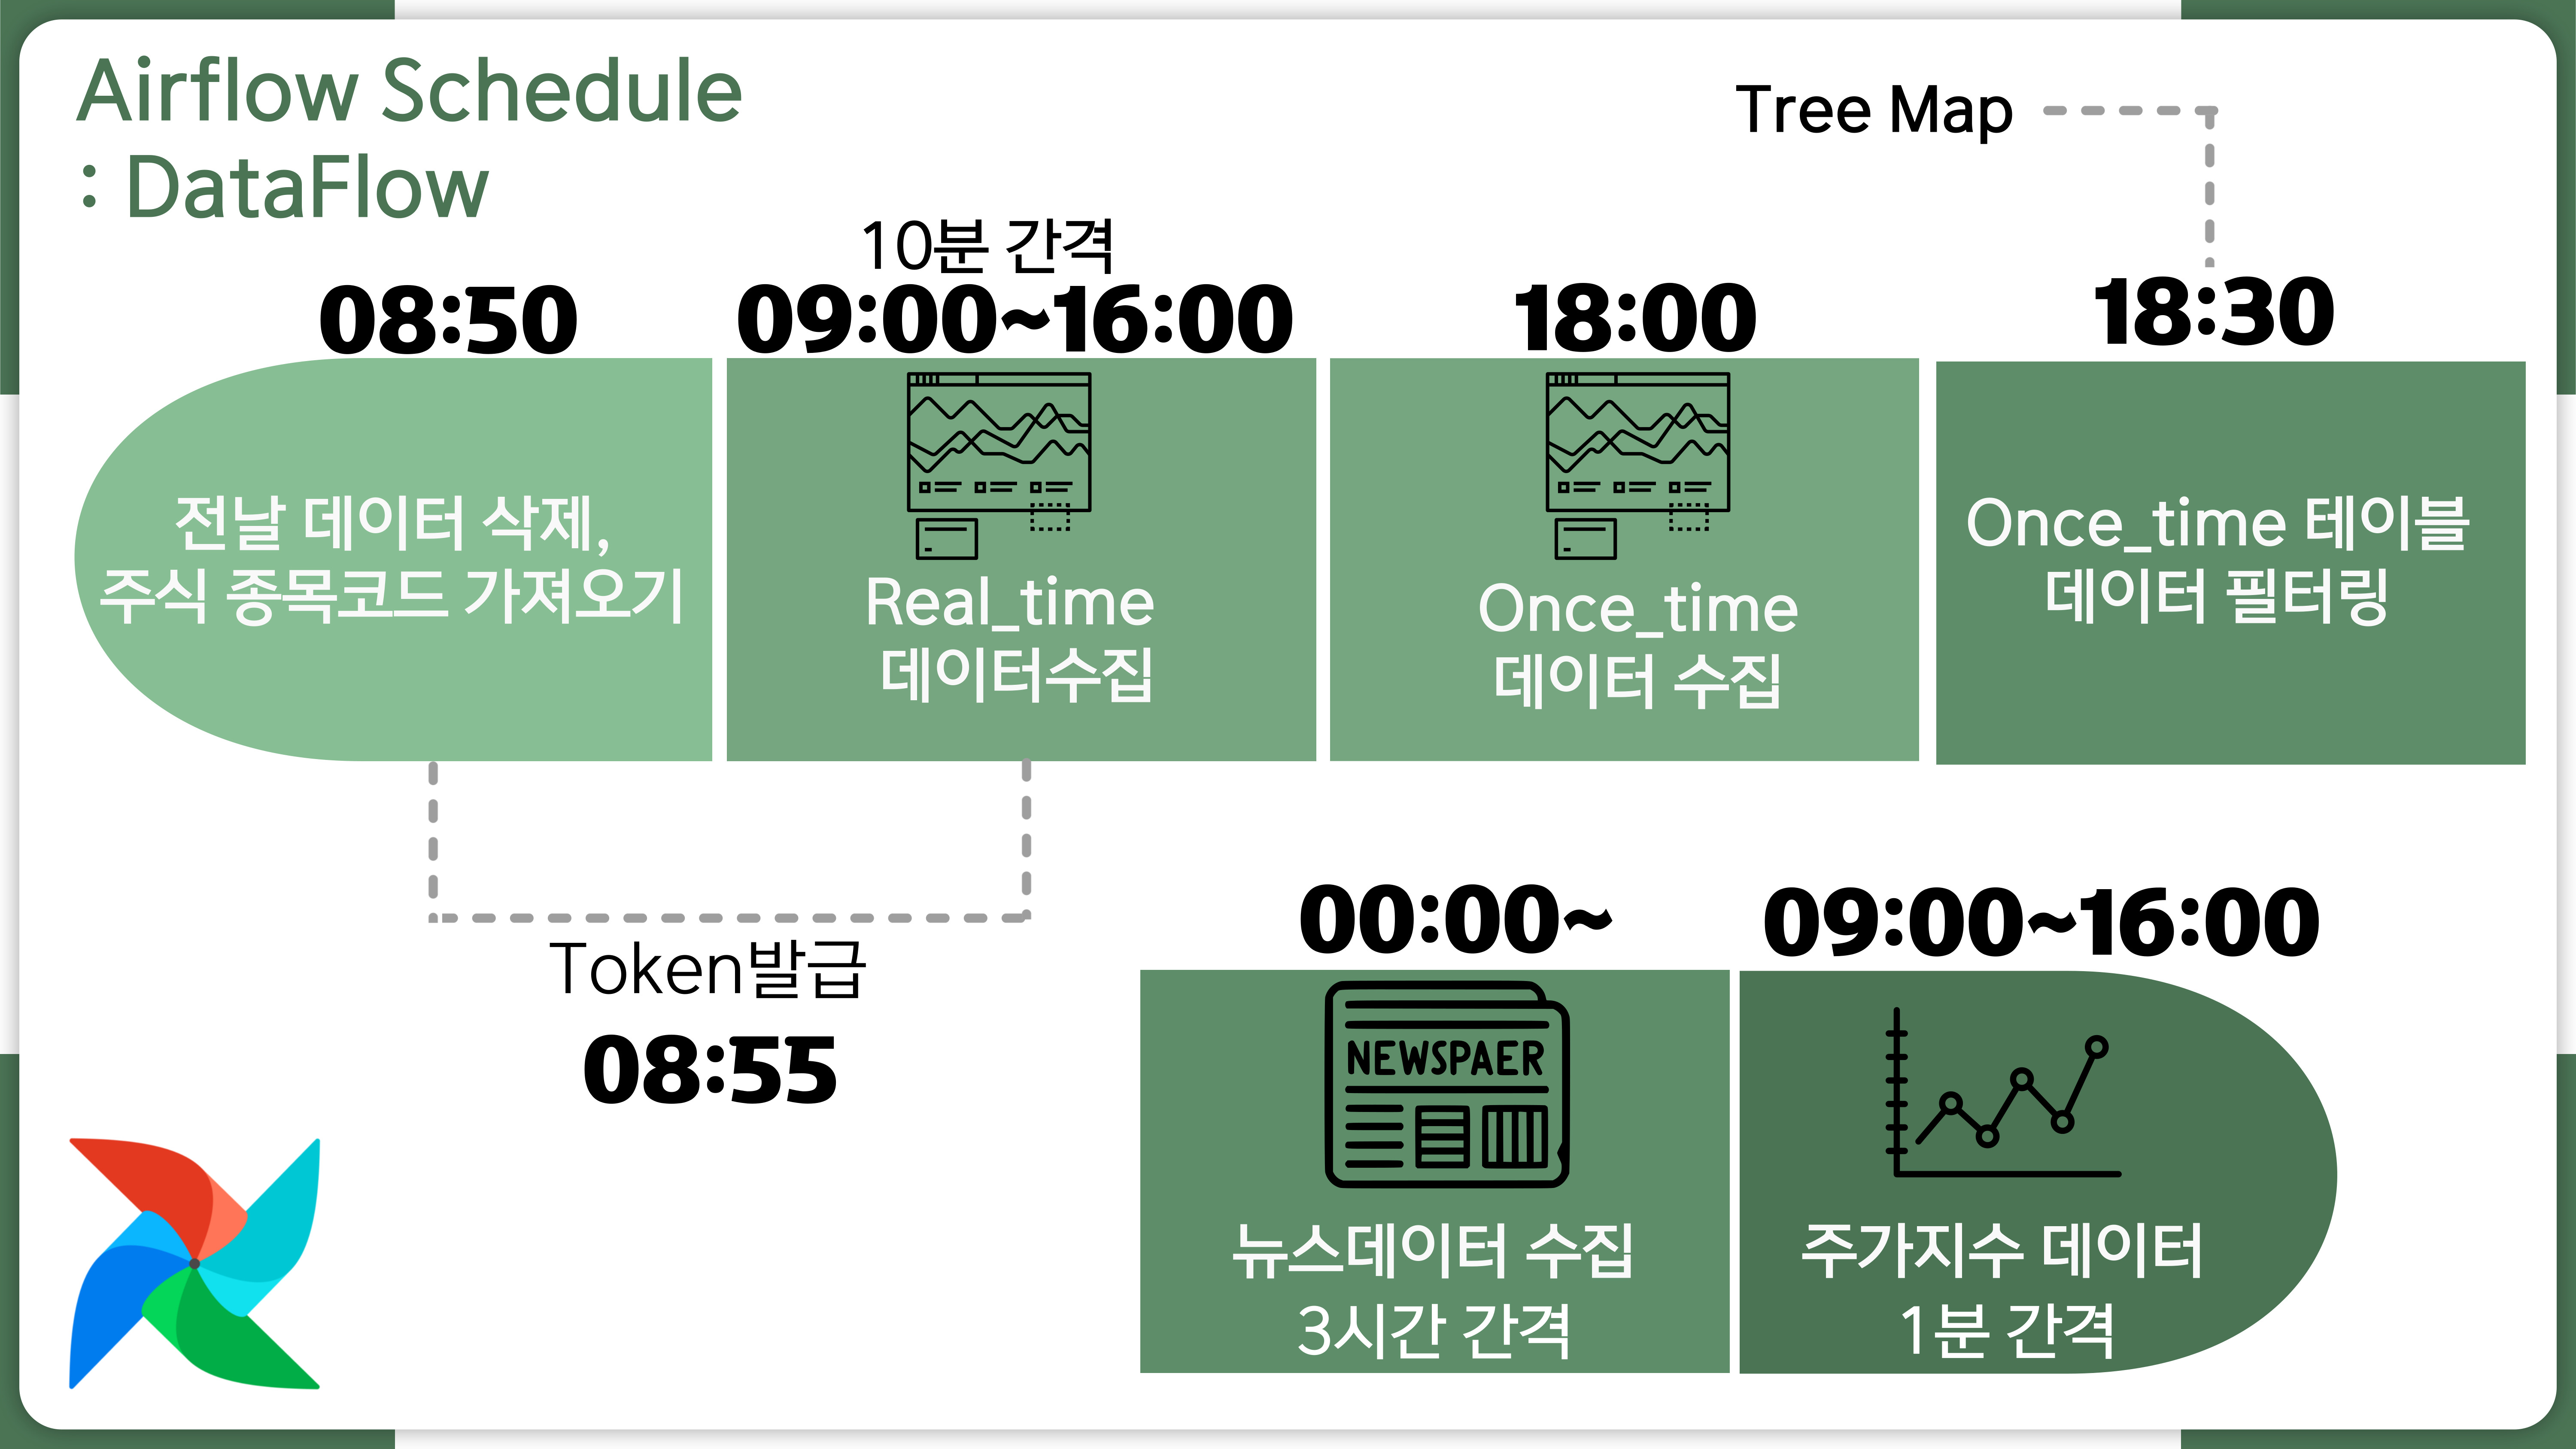 Airflow Schedule
: DataFlow
Tree Map
08:50
전날 데이터 삭제,
주식 종목코드 가져오기
10분 간격
09:00~16:00
Real_time
데이터수집
18:00
Once_time
데이터 수집
18:30
Once_time 테이블
데이터 필터링
Token발급
08:55
00:00~
NEWSPAER
뉴스데이터 수집
3시간 간격
09:00~16:00
주가지수 데이터
1분 간격